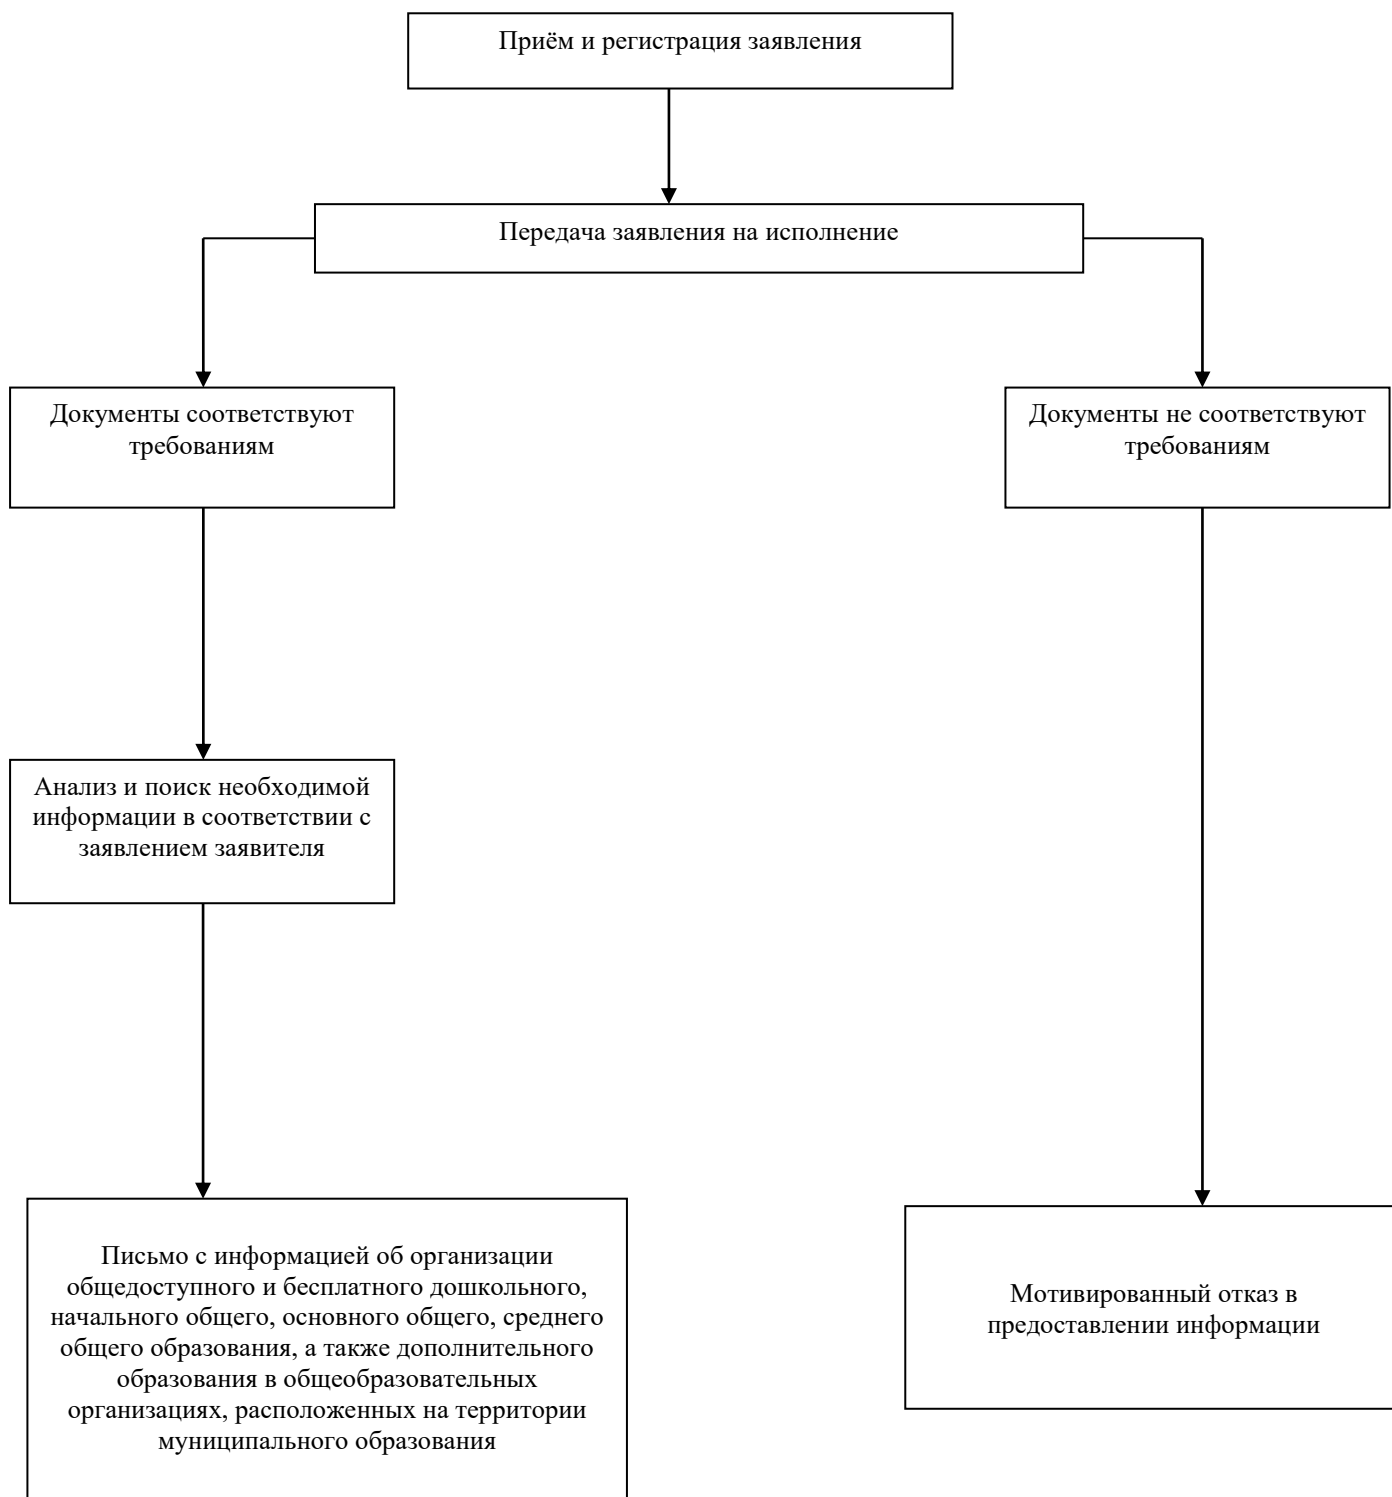 Приём и регистрация заявления
Передача заявления на исполнение
Документы соответствуют
требованиям
Документы не соответствуют
требованиям
Анализ и поиск необходимой
информации в соответствии с
заявлением заявителя
Письмо с информацией об организации
общедоступного и бесплатного дошкольного,
начального общего, основного общего, среднего
общего образования, а также дополнительного
образования в общеобразовательных
организациях, расположенных на территории
муниципального образования
Мотивированный отказ в
предоставлении информации